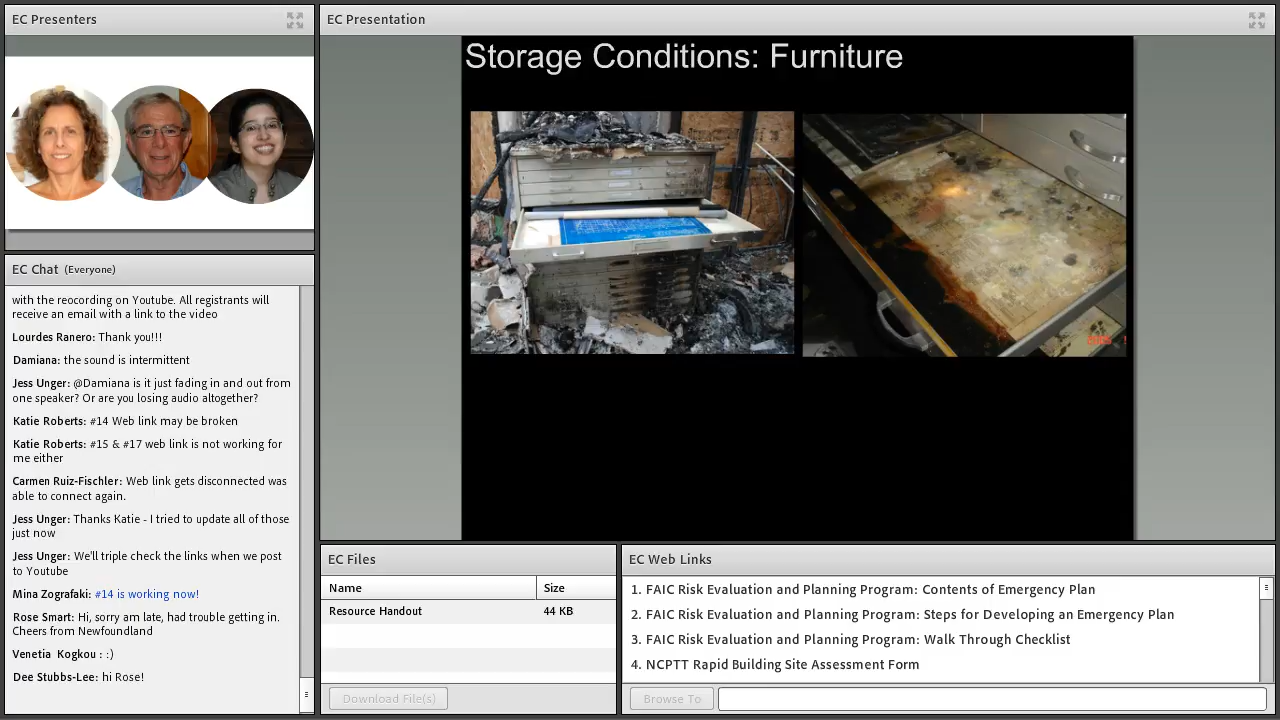 EC Presenters
EC Presentation
Storage Conditions: Furniture
EC Chat (Everyone)
with the reocording on Youtube. All registrants will
receive an email with a link to the video
Lourdes Ranero: Thank you!!!
Damiana: the sound is intermittent
Jess Unger: @Damiana is it just fading in and out from
one speaker? Or are you losing audio altogether?
Katie Roberts: #14 Web link may be broken
Katie Roberts: #15 & #17 web link is not working for
me either
Carmen Ruiz-Fischler: Web link gets disconnected was
able to connect again.
Jess Unger: Thanks Katie - I tried to update all of those
just now
Jess Unger: We'll triple check the links when we post
to Youtube
Mina Zografaki: #14 is working now!
Rose Smart: Hi, sorry am late, had trouble getting in.
Cheers from Newfoundland
Venetia Kogkou : :)
Dee Stubbs-Lee: hi Rose!
EC Files
Name Size
Resource Handout 44 KB
Download File(s)
EC Web Links
1. FAIC Risk Evaluation and Planning Program: Contents of Emergency Plan
2. FAIC Risk Evaluation and Planning Program: Steps for Developing an Emergency Plan
3. FAIC Risk Evaluation and Planning Program: Walk Through Checklist
4. NCPTT Rapid Building Site Assessment Form
Browse To